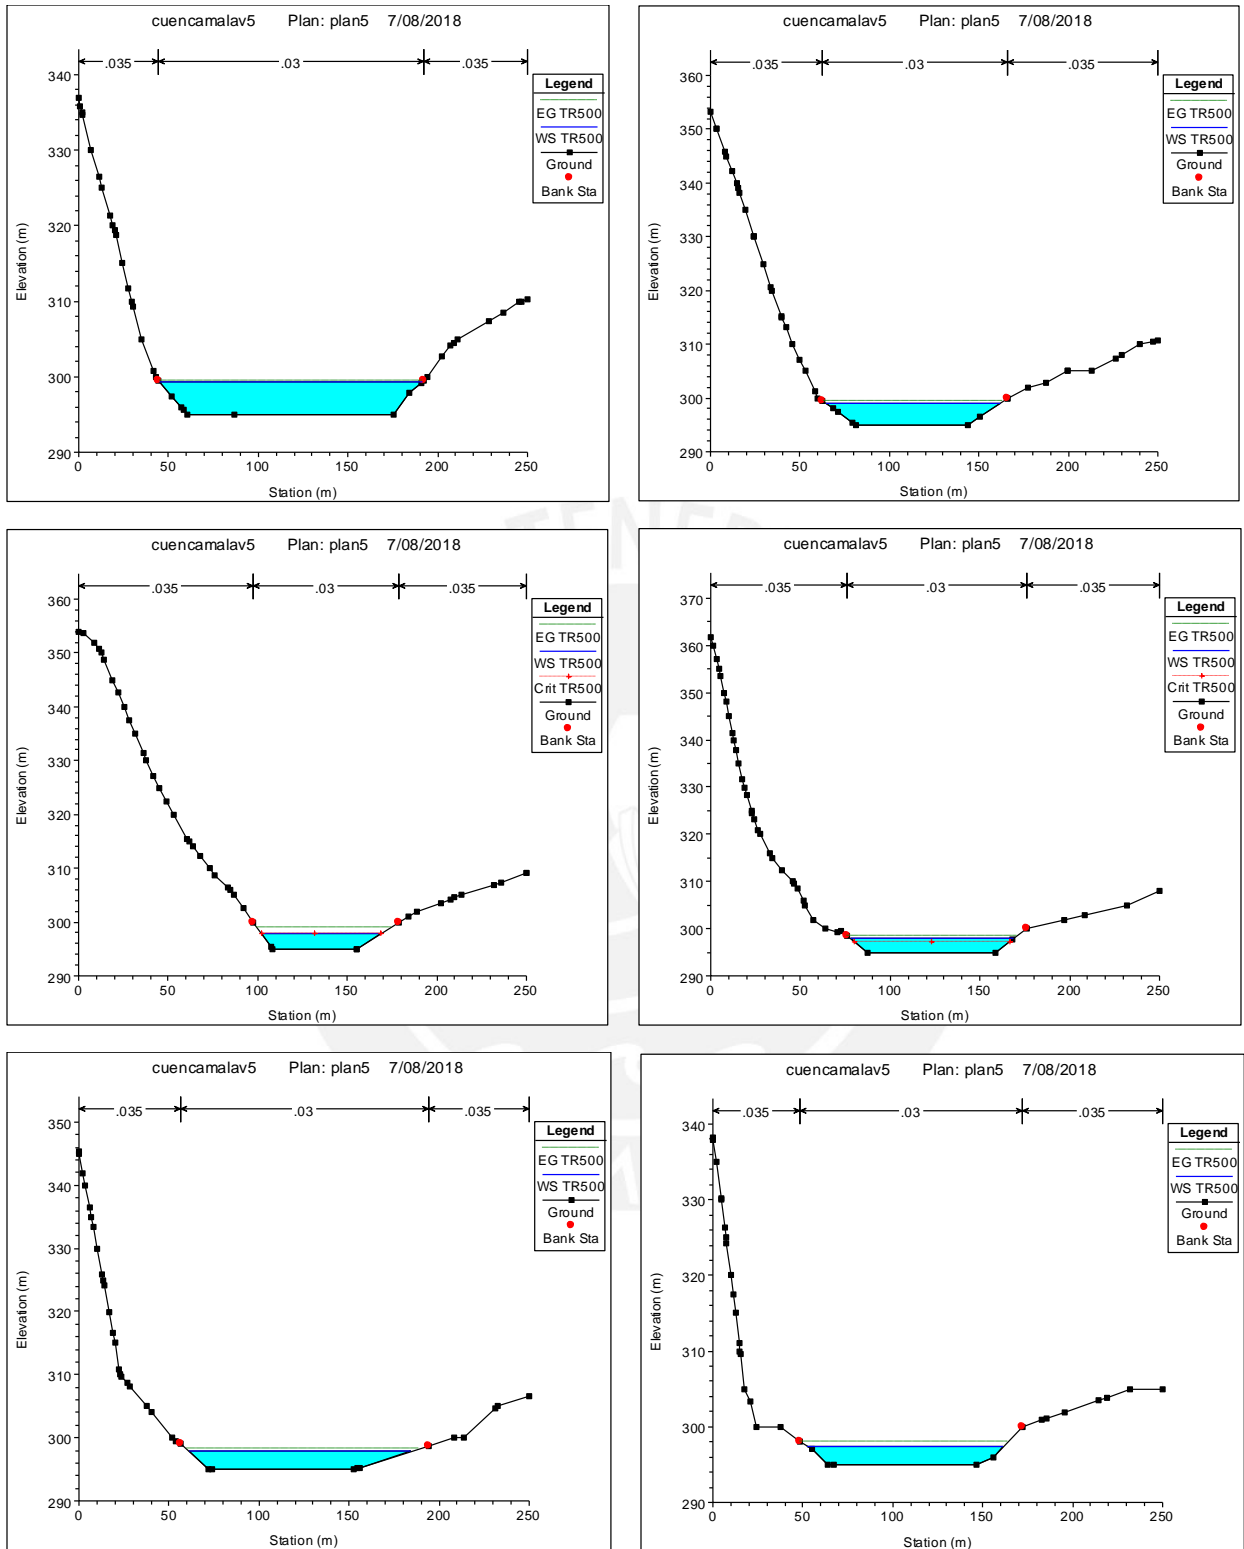 cuencamalav5 Plan: plan5 7/08/2018
.035 .03 .035
Legend
EG TR500
WS TR500
Ground
Bank Sta
340
330
320
310
300
290
Elevation (m)
0 50 100 150 200 250
Station (m)
cuencamalav5 Plan: plan5 7/08/2018
.035 .03 .035
Legend
EG TR500
WS TR500
Ground
Bank Sta
360
350
340
330
320
310
300
290
Elevation (m)
0 50 100 150 200 250
Station (m)
TENEB
cuencamalav5 Plan: plan5 7/08/2018
.035 .03 .035
Legend
EG TR500
WS TR500
Crit TR500
Ground
Bank Sta
360
350
340
330
320
310
300
290
Elevation (m)
0 50 100 150 200 250
Station (m)
cuencamalav5 Plan: plan5 7/08/2018
.035 .03 .035
Legend
EG TR500
WS TR500
Crit TR500
Ground
Bank Sta
370
360
350
340
330
320
310
300
290
Elevation (m)
0 50 100 150 200 250
Station (m)
cuencamalav5 Plan: plan5 7/08/2018
.035 .03 .035
Legend
EG TR500
WS TR500
Ground
Bank Sta
350
340
330
320
310
300
290
Elevation (m)
0 50 100 150 200 250
Station (m)
cuencamalav5 Plan: plan5 7/08/2018
.035 .03 .035
Legend
EG TR500
WS TR500
Ground
Bank Sta
340
330
320
310
300
290
Elevation (m)
0 50 100 150 200 250
Station (m)